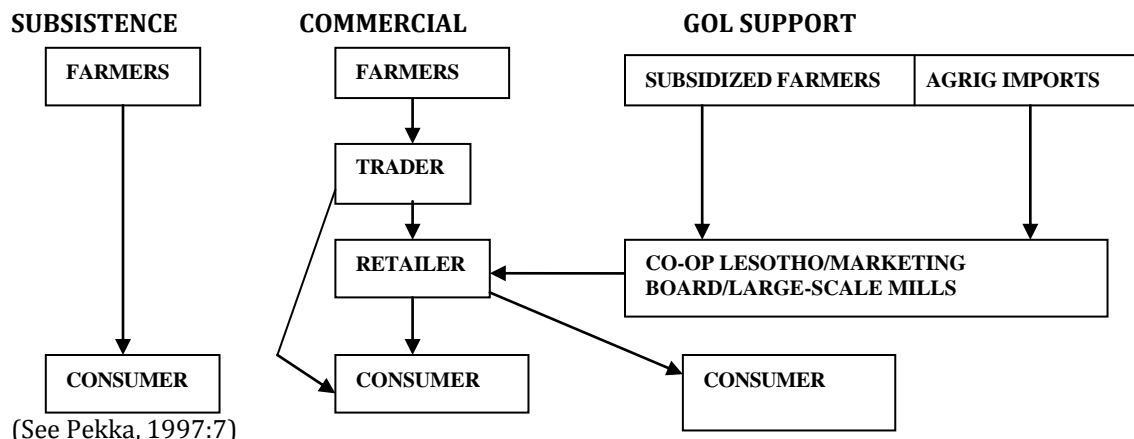 SUBSISTENCE COMMERCIAL GOL SUPPORT
FARMERS FARMERS SUBSIDIZED FARMERS AGRIG IMPORTS
TRADER
RETAILER CO-OP LESOTHO/MARKETING
BOARD/LARGE-SCALE MILLS
CONSUMER CONSUMER CONSUMER
(See Pekka, 1997:7)